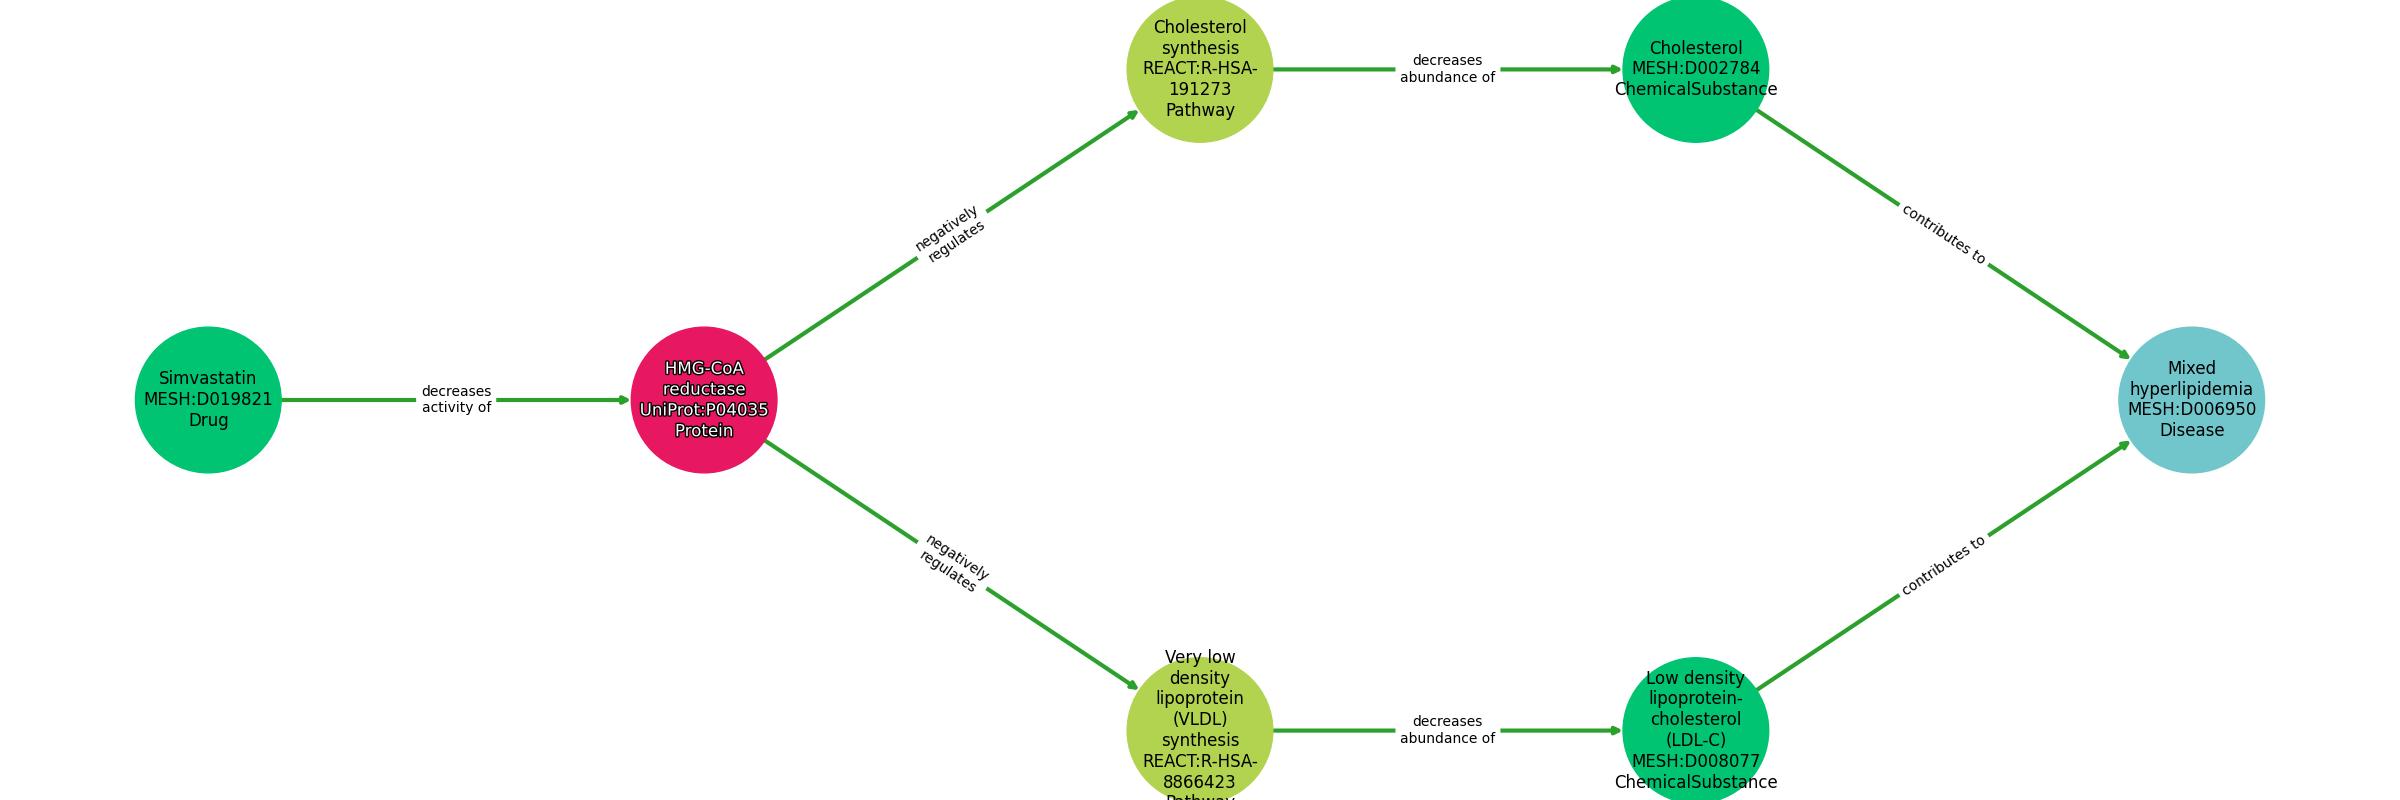 Cholesterol
synthesis
REACT:R-HSA-
191273
Pathway
decreases
abundance of
Cholesterol
MESH:D002784
ChemicalSubstance
negatively
regulates
contributes to
Simvastatin
MESH:D019821
Drug
decreases
activity of
HMG-CoA
reductase
UniProt:P04035
Protein
Mixed
hyperlipidemia
MESH:D006950
Disease
negatively
regulates
contributes to
Very low
density
lipoprotein
(VLDL)
synthesis
REACT:R-HSA-
8866423
Pathway
decreases
abundance of
Low density
lipoprotein-
cholesterol
(LDL-C)
MESH:D008077
ChemicalSubstance